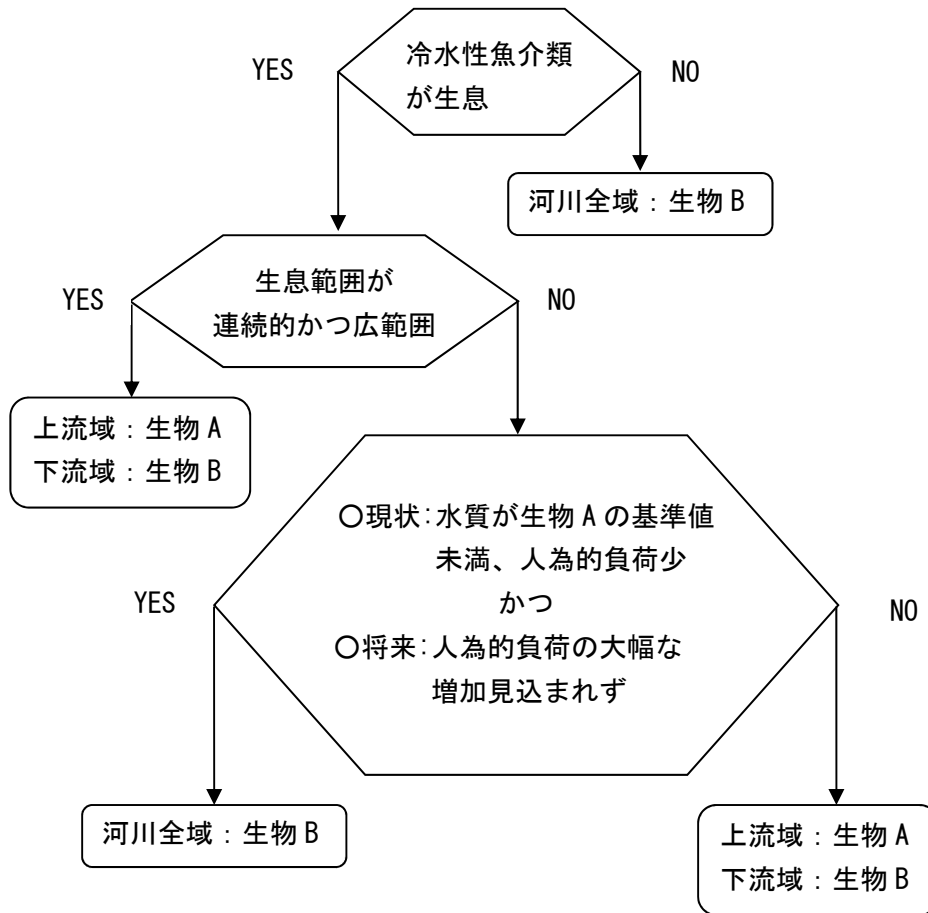 冷水性魚介類
が生息
YES
NO
河川全域：生物 B
生息範囲が
連続的かつ広範囲
YES
NO
上流域：生物 A
下流域：生物 B
〇現状：水質が生物 A の基準値
未満、人為的負荷少
かつ
〇将来：人為的負荷の大幅な
増加見込まれず
YES
NO
河川全域：生物 B
上流域：生物 A
下流域：生物 B